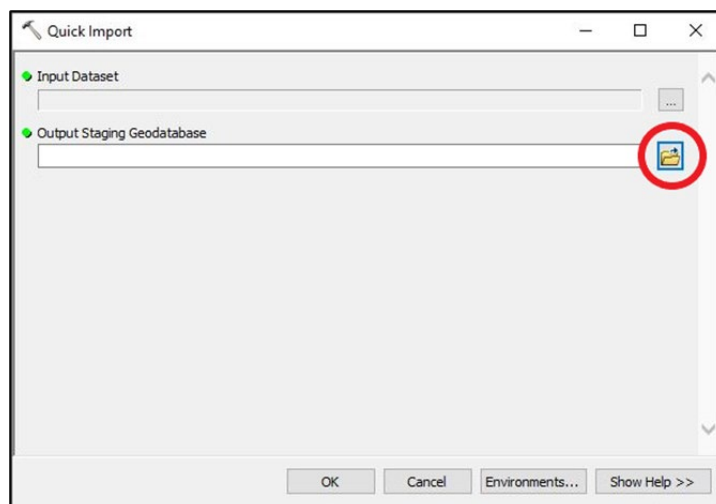 Quick Import
Input Dataset
...
Output Staging Geodatabase
OK Cancel Environments... Show Help >>